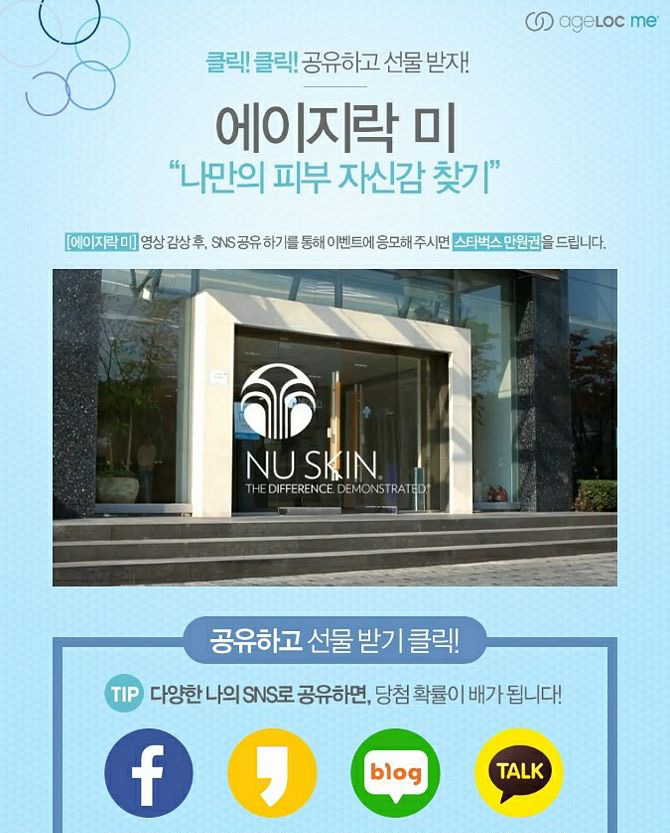 ageLOC me
클릭! 클릭! 공유하고 선물 받자!
에이지락 미
“나만의 피부 자신감 찾기”
[에이지락 미] 영상 감상 후, SNS 공유 하기를 통해 이벤트에 응모해 주시면 스타벅스 만원권을 드립니다.
NU SKIN®
THE DIFFERENCE. DEMONSTRATED.®
공유하고 선물 받기 클릭!
TIP 다양한 나의 SNS로 공유하면, 당첨 확률이 배가 됩니다!
f blog TALK